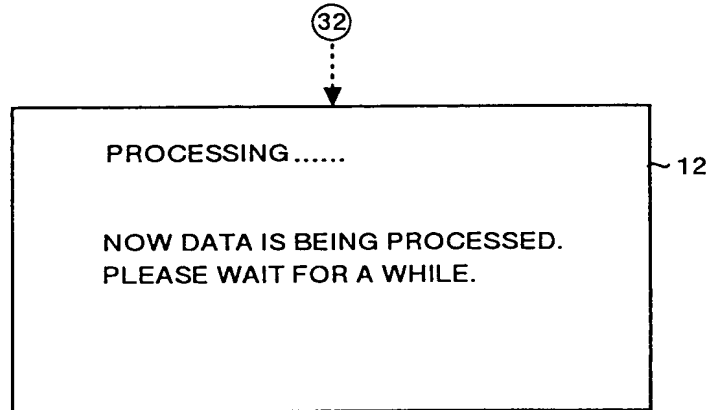 32
PROCESSING......
12
NOW DATA IS BEING PROCESSED.
PLEASE WAIT FOR A WHILE.